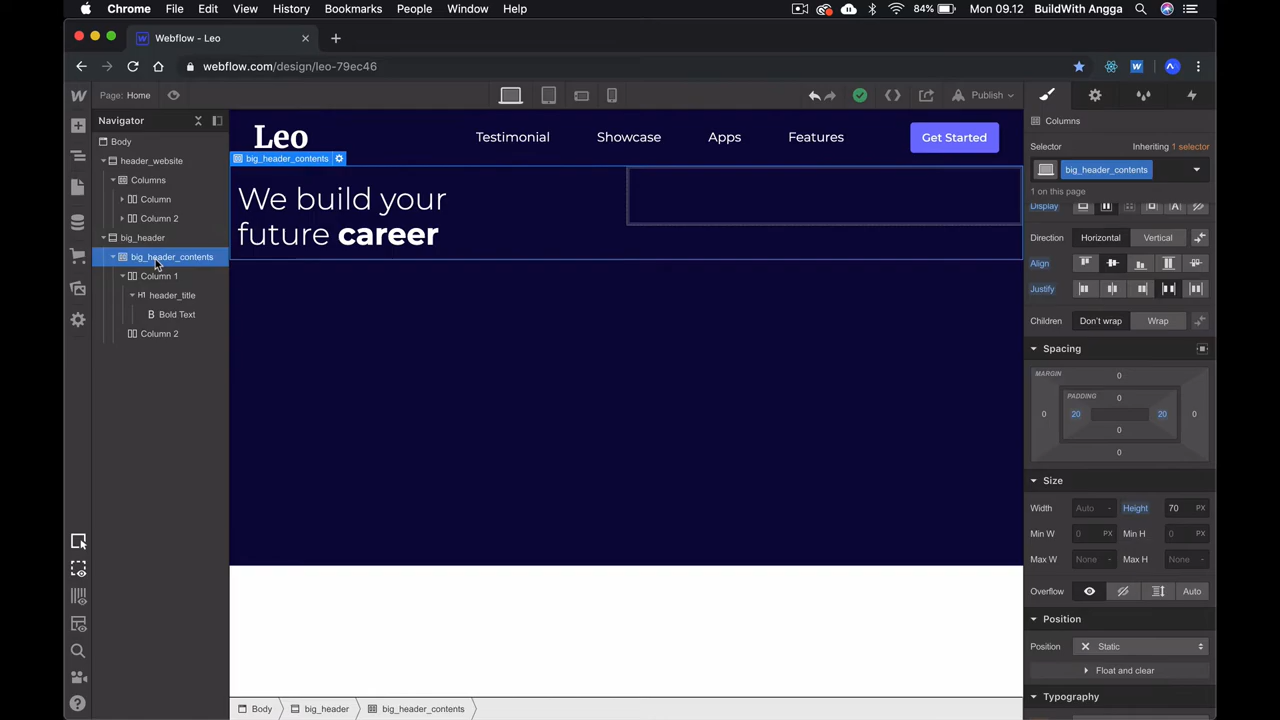 Chrome File Edit View History Bookmarks People Window Help 84% Mon 09.12 BuildWith Angga
Webflow - Leo
webflow.com/design/leo-79ec46
Page: Home
Publish
Navigator
Body
header_website
Columns
Column
Column 2
big_header
big_header_contents
Column 1
header_title
H1
Bold Text
B
Column 2
Leo
Testimonial Showcase Apps Features Get Started
big_header_contents
We build your
future career
Body big_header big_header_contents
Columns
Selector Inheriting 1 selector
big_header_contents
1 on this page
Display
Direction Horizontal Vertical
Align
Justify
Children Don't wrap Wrap
Spacing
MARGIN 0
PADDING 0
0 20 20 0
0
0
Size
Width Auto - Height 70 PX
Min W 0 PX Min H 0 PX
Max W None - Max H None -
Overflow Auto
Position
Position Static
Float and clear
Typography